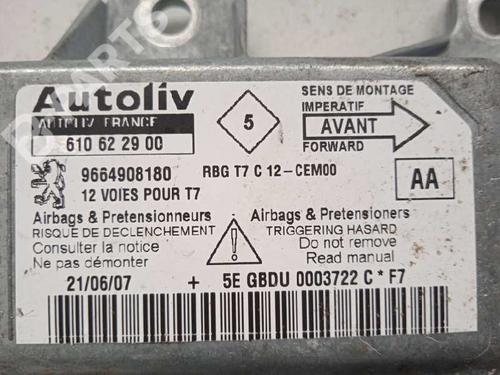 Autoliv
AUTOLIV FRANCE
610 62 29 00
5
SENS DE MONTAGE
IMPERATIF
AVANT
FORWARD
9664908180
RBG T7 C 12-CEM00
12 VOIES POUR T7
AA
Airbags & Pretensionneurs
RISQUE DE DECLENCHEMENT
Consulter la notice
Ne pas démonter
!
Airbags & Pretensioners
TRIGGERING HASARD
Do not remove
Read manual
21/06/07 + 5E GBDU 0003722 C * F7